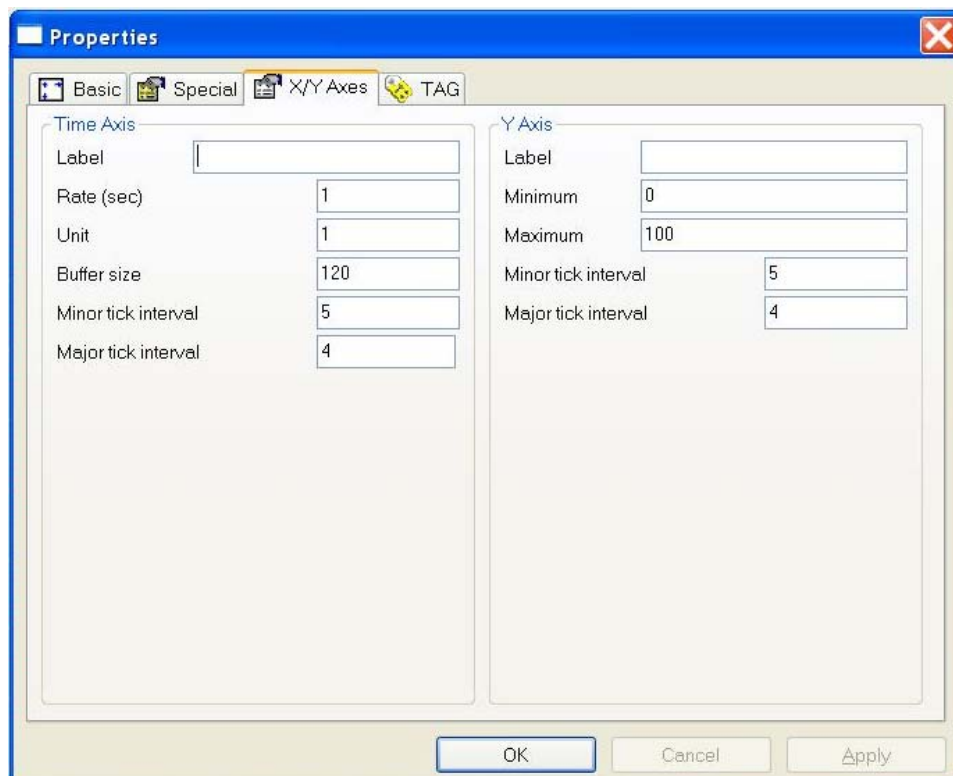 Properties
Basic Special X/Y Axes TAG
Time Axis
Label
Rate (sec) 1
Unit 1
Buffer size 120
Minor tick interval 5
Major tick interval 4
Y Axis
Label
Minimum 0
Maximum 100
Minor tick interval 5
Major tick interval 4
OK Cancel Apply